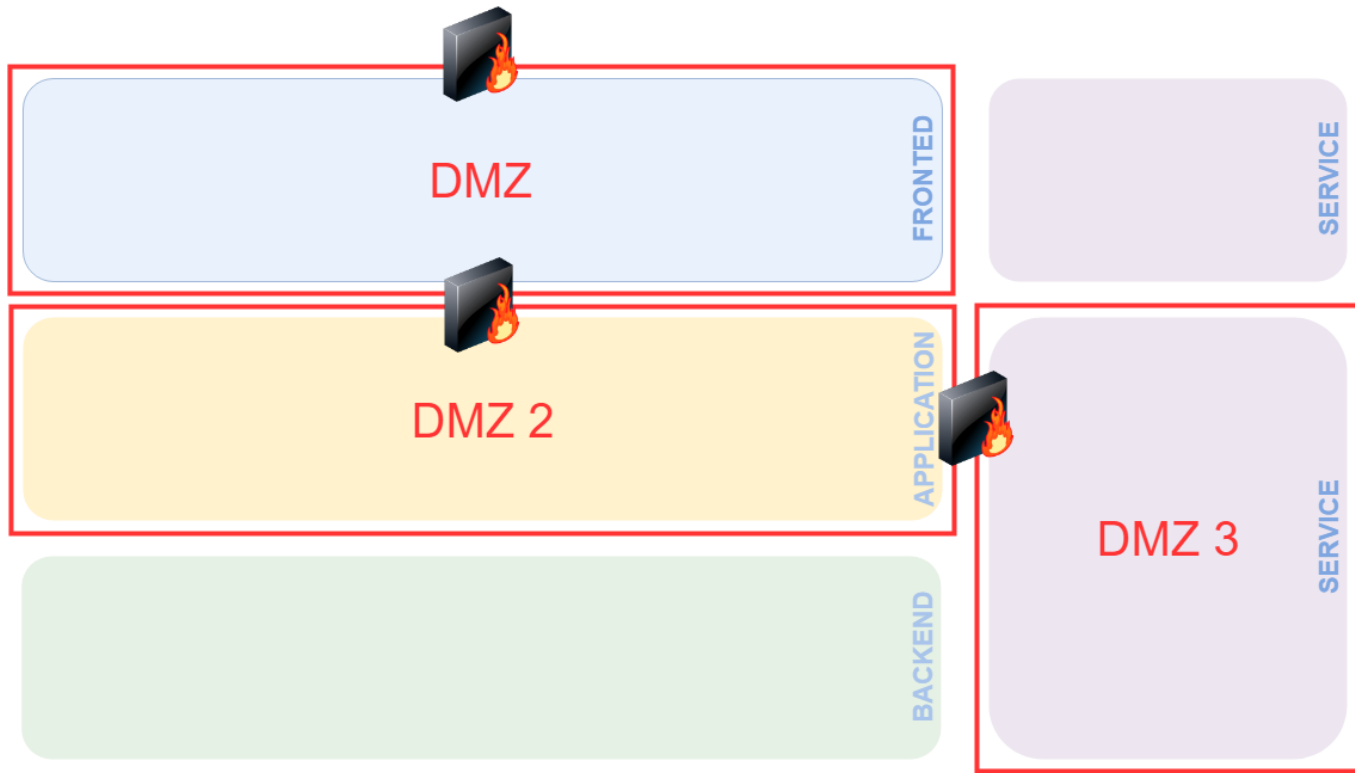 DMZ
FRONTED
SERVICE
DMZ 2
APPLICATION
DMZ 3
SERVICE
BACKEND